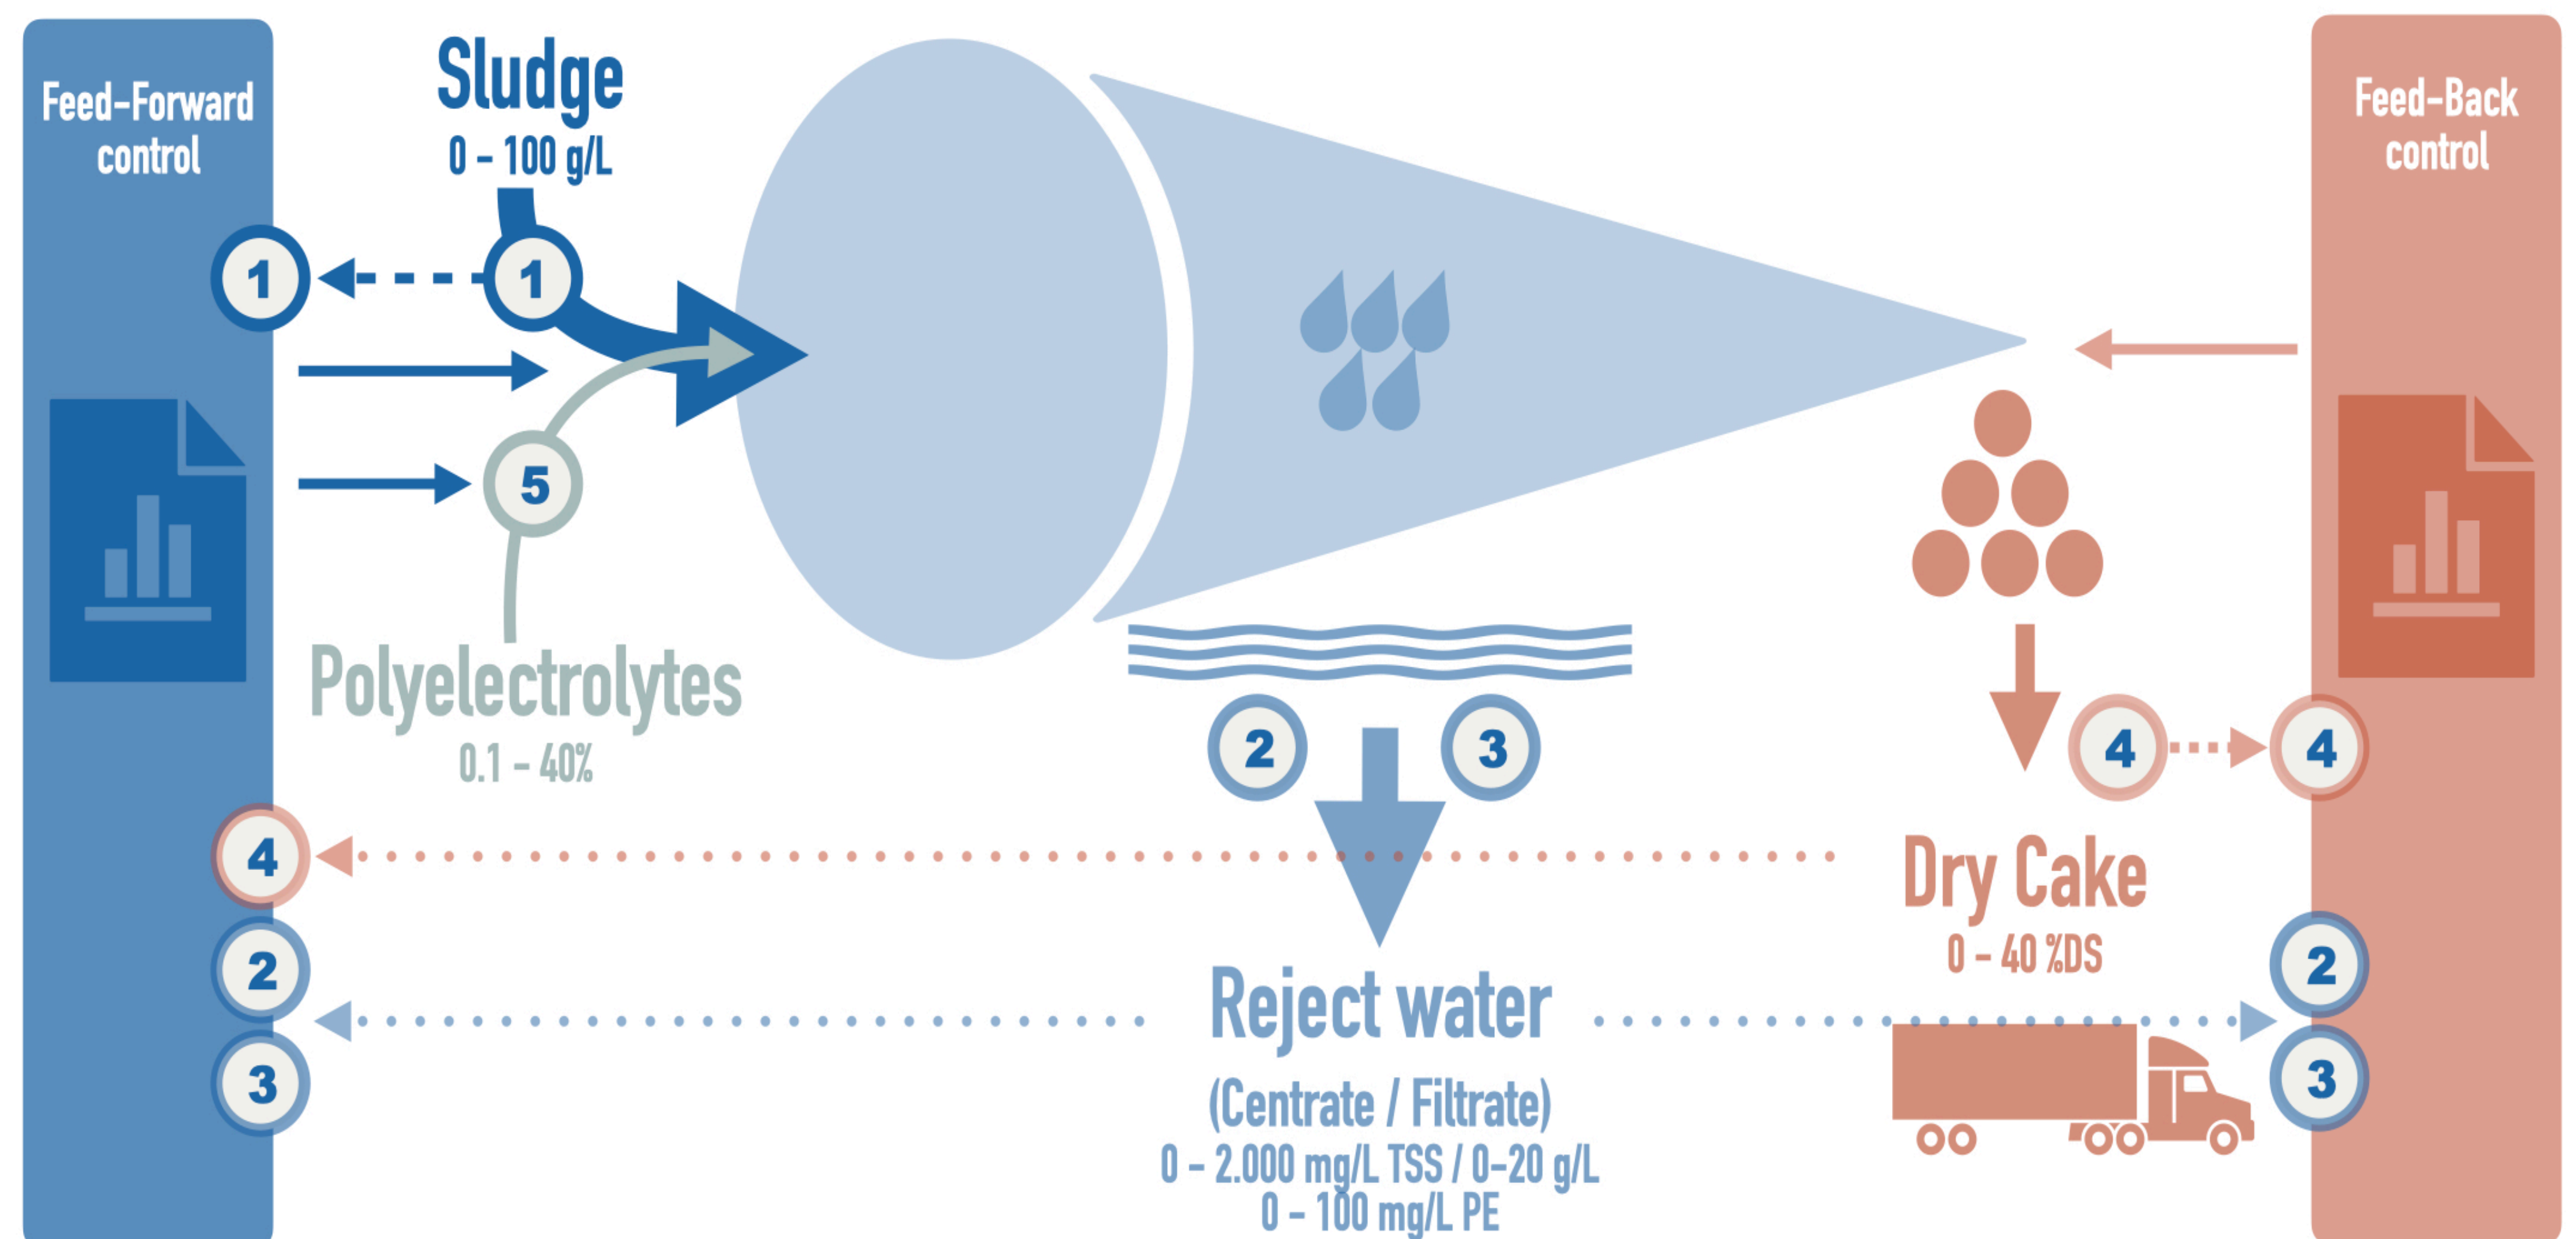 Feed-Forward
control
Sludge
0 – 100 g/L
Feed-Back
control
1
1
5
Polyelectrolytes
0.1 – 40%
2
3
4
4
4
Dry Cake
0 – 40 %DS
2
3
Reject water
(Centrate / Filtrate)
0 – 2.000 mg/L TSS / 0-20 g/L
0 – 100 mg/L PE
2
3